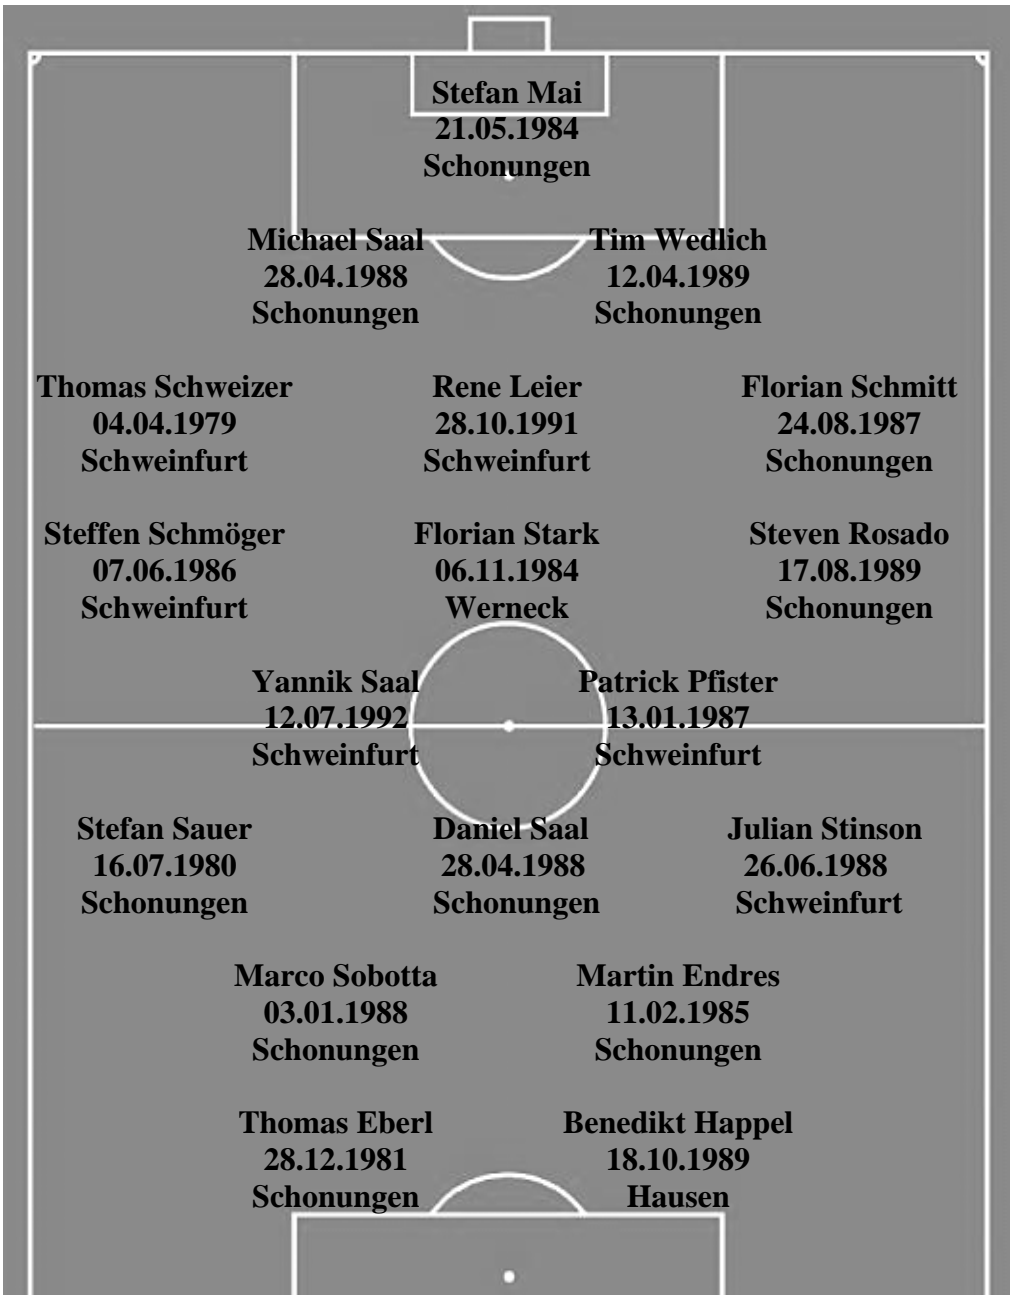 Stefan Mai
21.05.1984
Schonungen
Michael Saal Tim Wedlich
28.04.1988 12.04.1989
Schonungen Schonungen
Thomas Schweizer Rene Leier Florian Schmitt
04.04.1979 28.10.1991 24.08.1987
Schweinfurt Schweinfurt Schonungen
Steffen Schmöger Florian Stark Steven Rosado
07.06.1986 06.11.1984 17.08.1989
Schweinfurt Werneck Schonungen
Yannik Saal Patrick Pfister
12.07.1992 13.01.1987
Schweinfurt Schweinfurt
Stefan Sauer Daniel Saal Julian Stinson
16.07.1980 28.04.1988 26.06.1988
Schonungen Schonungen Schweinfurt
Marco Sobotta Martin Endres
03.01.1988 11.02.1985
Schonungen Schonungen
Thomas Eberl Benedikt Happel
28.12.1981 18.10.1989
Schonungen Hausen